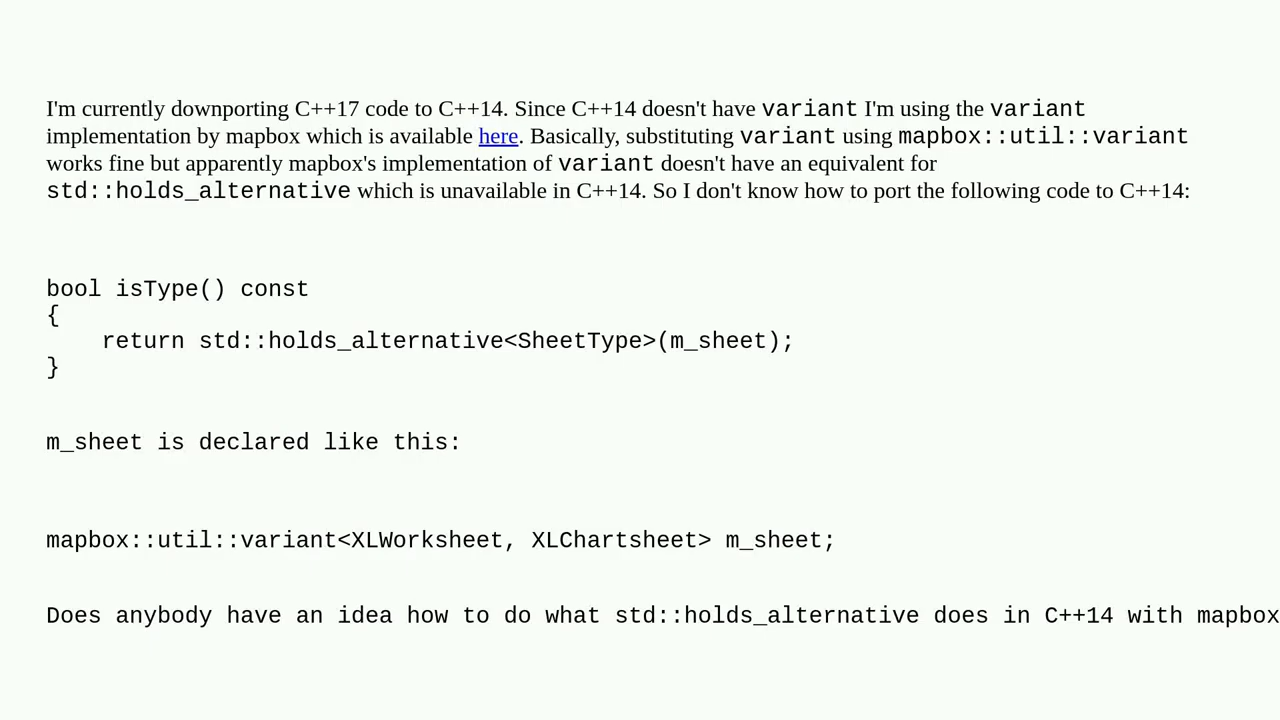 I'm currently downporting C++17 code to C++14. Since C++14 doesn't have variant I'm using the variant
implementation by mapbox which is available here. Basically, substituting variant using mapbox::util::variant
works fine but apparently mapbox's implementation of variant doesn't have an equivalent for
std::holds_alternative which is unavailable in C++14. So I don't know how to port the following code to C++14:
bool isType() const
{
    return std::holds_alternative<SheetType>(m_sheet);
}
m_sheet is declared like this:
mapbox::util::variant<XLWorksheet, XLChartsheet> m_sheet;
Does anybody have an idea how to do what std::holds_alternative does in C++14 with mapbox